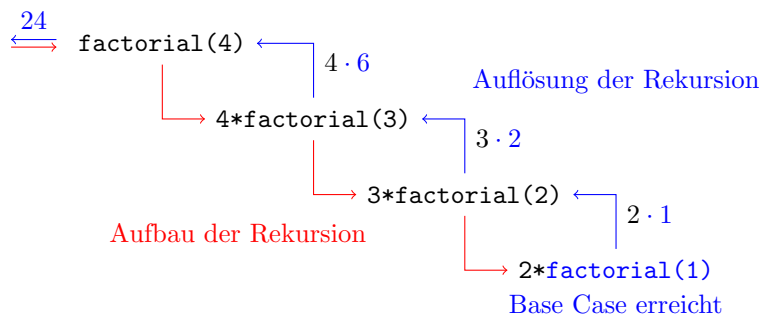 24
factorial(4)
4 · 6
Auflösung der Rekursion
4*factorial(3)
3 · 2
3*factorial(2)
2 · 1
Aufbau der Rekursion
2*factorial(1)
Base Case erreicht